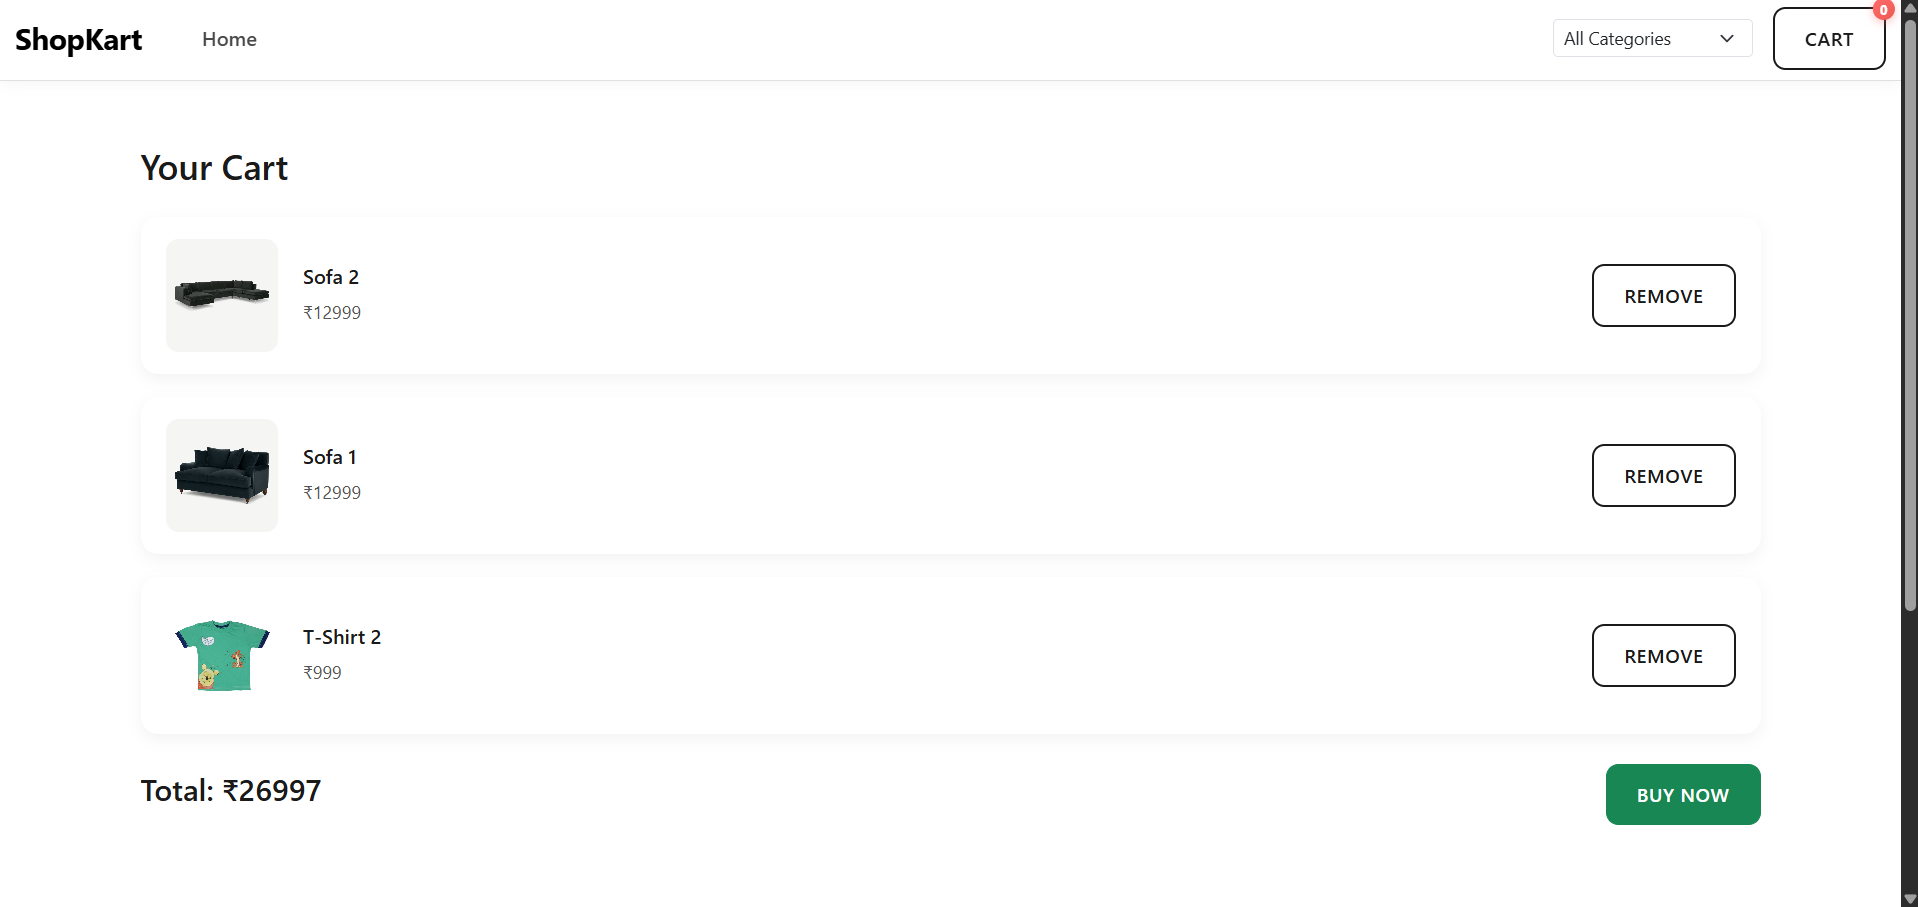 ShopKart
Home
All Categories
CART
0
Your Cart
Sofa 2
₹12999
REMOVE
Sofa 1
₹12999
REMOVE
T-Shirt 2
₹999
REMOVE
Total: ₹26997
BUY NOW